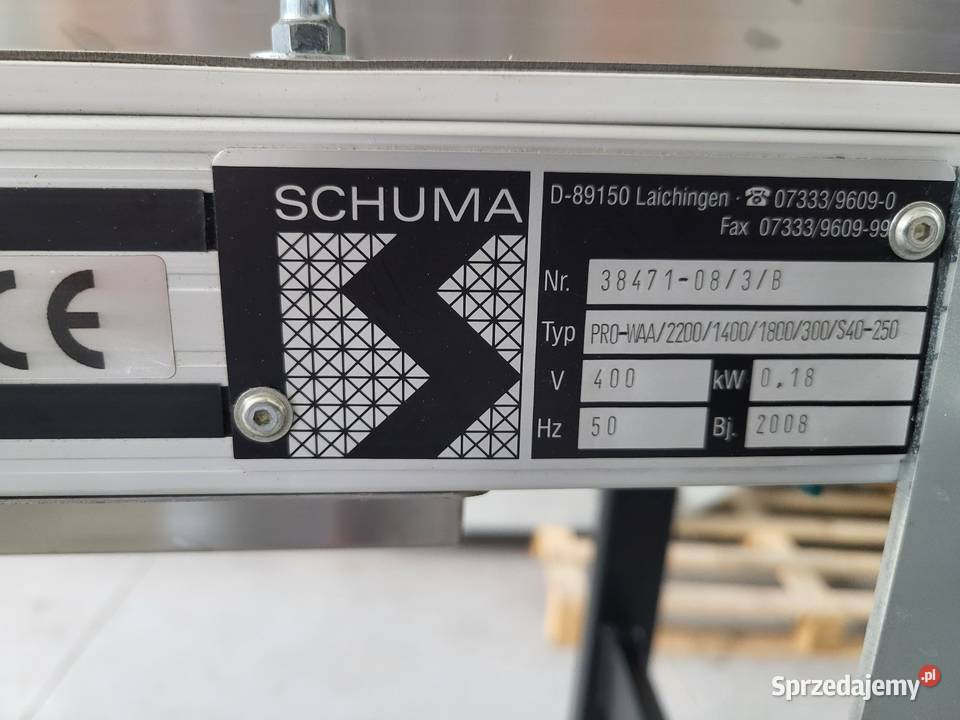 SCHUMA
D-89150 Laichingen · ☎ 07333/9609-0
Fax 07333/9609-99
Nr. 38471-08/3/B
Typ PRO-WAA/2200/1400/1800/300/S40-250
V 400 kW 0.18
Hz 50 Bj. 2008
CE
Sprzedajemy.pl